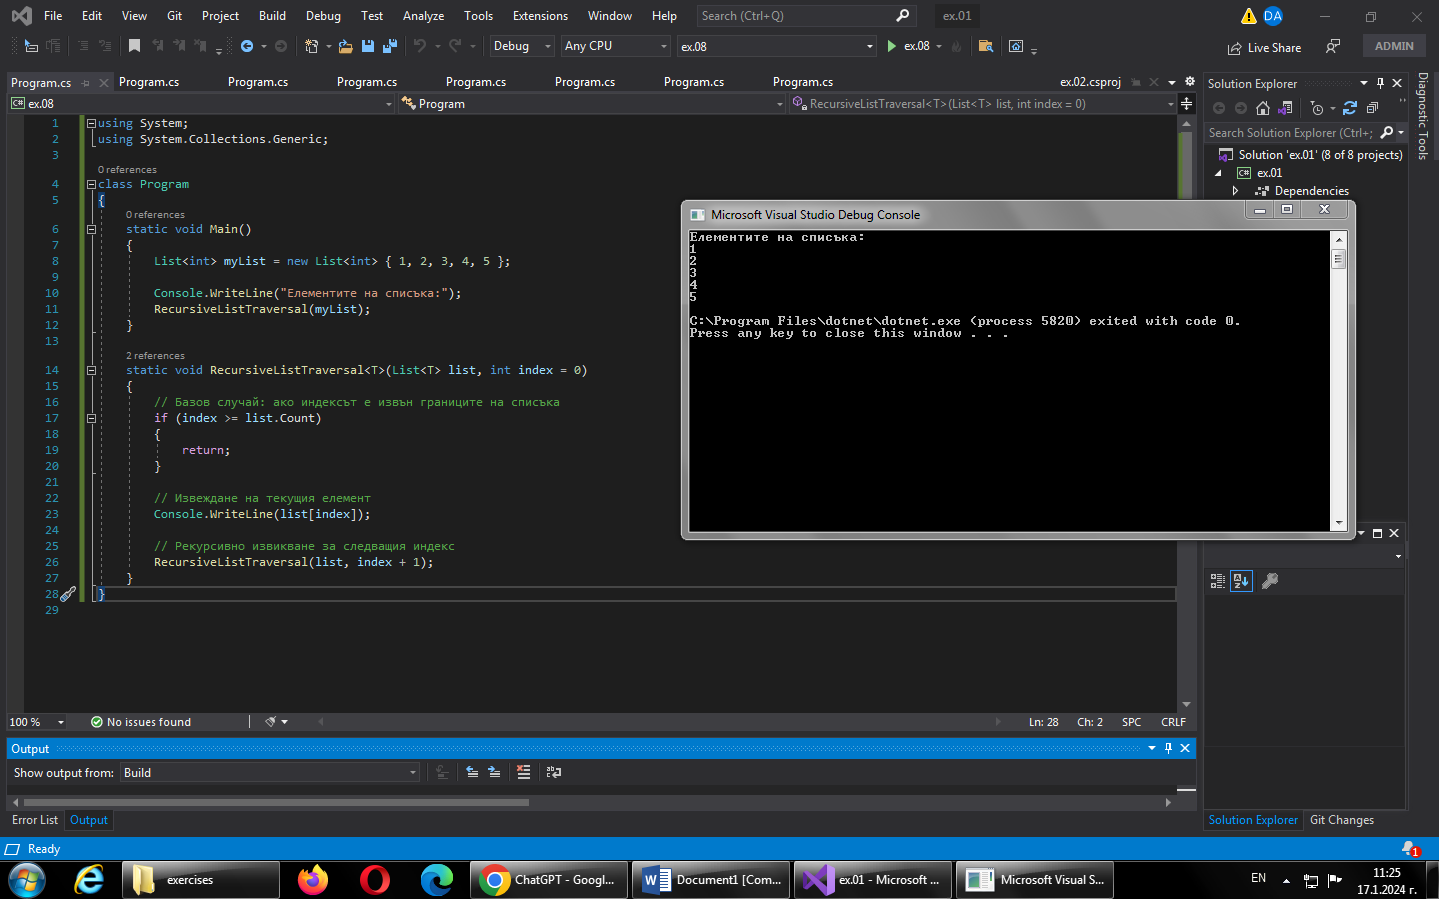 File Edit View Git Project Build Debug Test Analyze Tools Extensions Window Help Search (Ctrl+Q) ex.01 DA
Debug Any CPU ex.08 ex.08 Live Share ADMIN
Program.cs Program.cs Program.cs Program.cs Program.cs Program.cs Program.cs Program.cs ex.02.csproj
C# ex.08 Program RecursiveListTraversal<T>(List<T> list, int index = 0)
1 using System;
2 using System.Collections.Generic;
3
0 references
4 class Program
5 {
0 references
6 static void Main()
7 {
8 List<int> myList = new List<int> { 1, 2, 3, 4, 5 };
9
10 Console.WriteLine("Елементите на списъка:");
11 RecursiveListTraversal(myList);
12 }
13
2 references
14 static void RecursiveListTraversal<T>(List<T> list, int index = 0)
15 {
16 // Базов случай: ако индексът е извън границите на списъка
17 if (index >= list.Count)
18 {
19 return;
20 }
21
22 // Извеждане на текущия елемент
23 Console.WriteLine(list[index]);
24
25 // Рекурсивно извикване за следващия индекс
26 RecursiveListTraversal(list, index + 1);
27 }
28 }
29
100 % No issues found Ln: 28 Ch: 2 SPC CRLF
Microsoft Visual Studio Debug Console
Елементите на списъка:
1
2
3
4
5
C:\Program Files\dotnet\dotnet.exe (process 5820) exited with code 0.
Press any key to close this window . . .
Solution Explorer
Search Solution Explorer (Ctrl+;
Solution 'ex.01' (8 of 8 projects)
C# ex.01
Dependencies
Diagnostic Tools
Output
Show output from: Build
Error List Output
Solution Explorer Git Changes
Ready 1
exercises ChatGPT - Googl... Document1 [Com... ex.01 - Microsoft ... Microsoft Visual S... EN 11:25
17.1.2024 г.